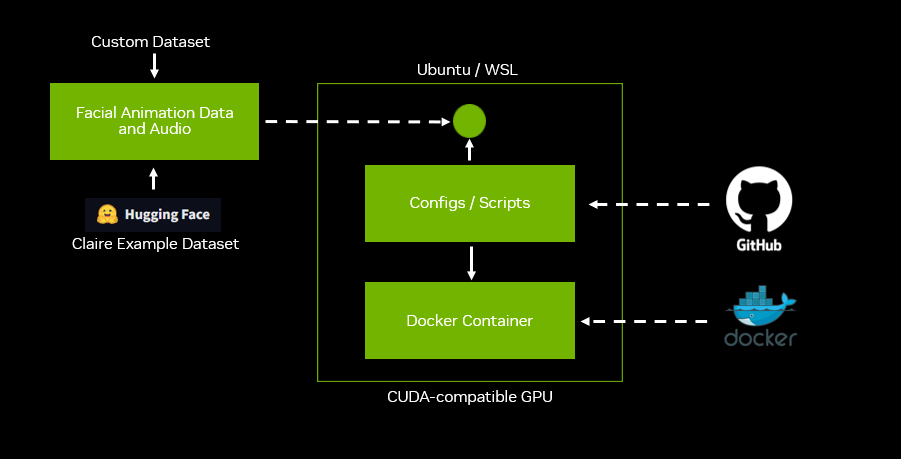 Custom Dataset
Facial Animation Data
and Audio
Hugging Face
Claire Example Dataset
Ubuntu / WSL
Configs / Scripts
Docker Container
CUDA-compatible GPU
GitHub
docker